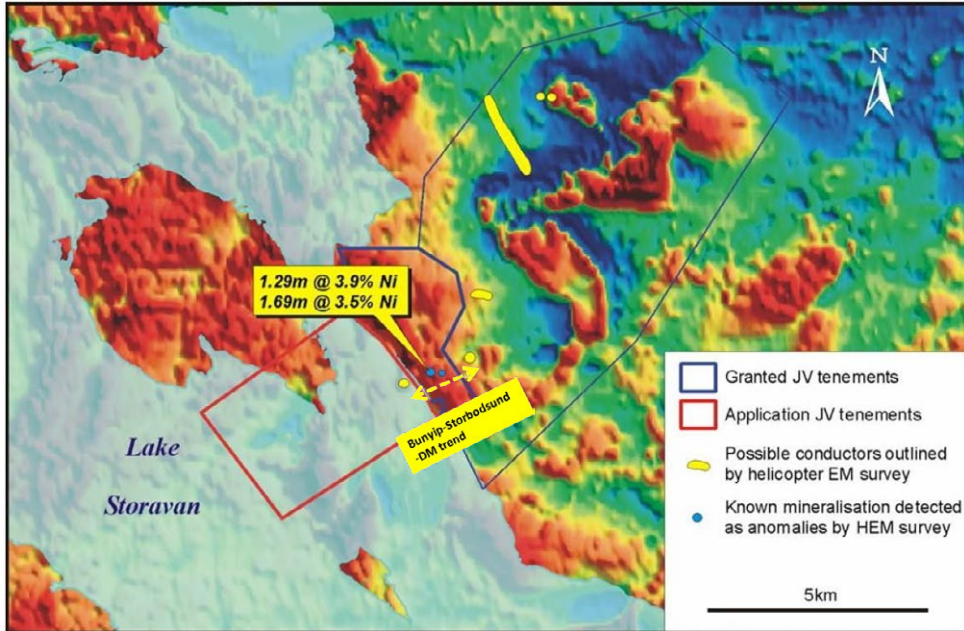 N
1.29m @ 3.9% Ni
1.69m @ 3.5% Ni
Bunyip-Storbodsund
-DM trend
Lake
Storavan
Granted JV tenements
Application JV tenements
Possible conductors outlined
by helicopter EM survey
Known mineralisation detected
as anomalies by HEM survey
5km